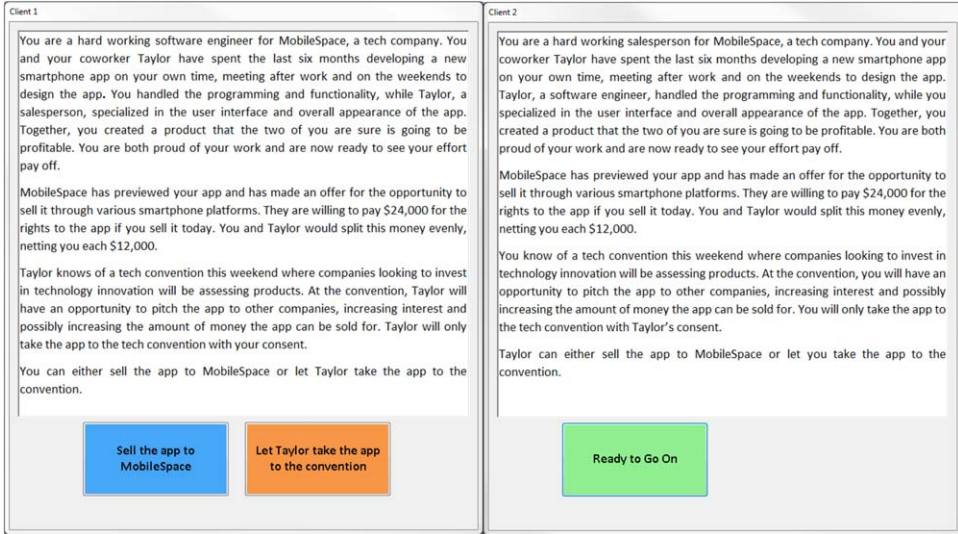 Client 1
You are a hard working software engineer for MobileSpace, a tech company. You
and your coworker Taylor have spent the last six months developing a new
smartphone app on your own time, meeting after work and on the weekends to
design the app. You handled the programming and functionality, while Taylor, a
salesperson, specialized in the user interface and overall appearance of the app.
Together, you created a product that the two of you are sure is going to be
profitable. You are both proud of your work and are now ready to see your effort
pay off.
MobileSpace has previewed your app and has made an offer for the opportunity to
sell it through various smartphone platforms. They are willing to pay $24,000 for the
rights to the app if you sell it today. You and Taylor would split this money evenly,
netting you each $12,000.
Taylor knows of a tech convention this weekend where companies looking to invest
in technology innovation will be assessing products. At the convention, Taylor will
have an opportunity to pitch the app to other companies, increasing interest and
possibly increasing the amount of money the app can be sold for. Taylor will only
take the app to the tech convention with your consent.
You can either sell the app to MobileSpace or let Taylor take the app to the
convention.
Sell the app to
MobileSpace
Let Taylor take the app
to the convention
Client 2
You are a hard working salesperson for MobileSpace, a tech company. You and your
coworker Taylor have spent the last six months developing a new smartphone app
on your own time, meeting after work and on the weekends to design the app.
Taylor, a software engineer, handled the programming and functionality, while you
specialized in the user interface and overall appearance of the app. Together, you
created a product that the two of you are sure is going to be profitable. You are both
proud of your work and are now ready to see your effort pay off.
MobileSpace has previewed your app and has made an offer for the opportunity to
sell it through various smartphone platforms. They are willing to pay $24,000 for the
rights to the app if you sell it today. You and Taylor would split this money evenly,
netting you each $12,000.
You know of a tech convention this weekend where companies looking to invest in
technology innovation will be assessing products. At the convention, you will have an
opportunity to pitch the app to other companies, increasing interest and possibly
increasing the amount of money the app can be sold for. You will only take the app to
the tech convention with Taylor's consent.
Taylor can either sell the app to MobileSpace or let you take the app to the
convention.
Ready to Go On